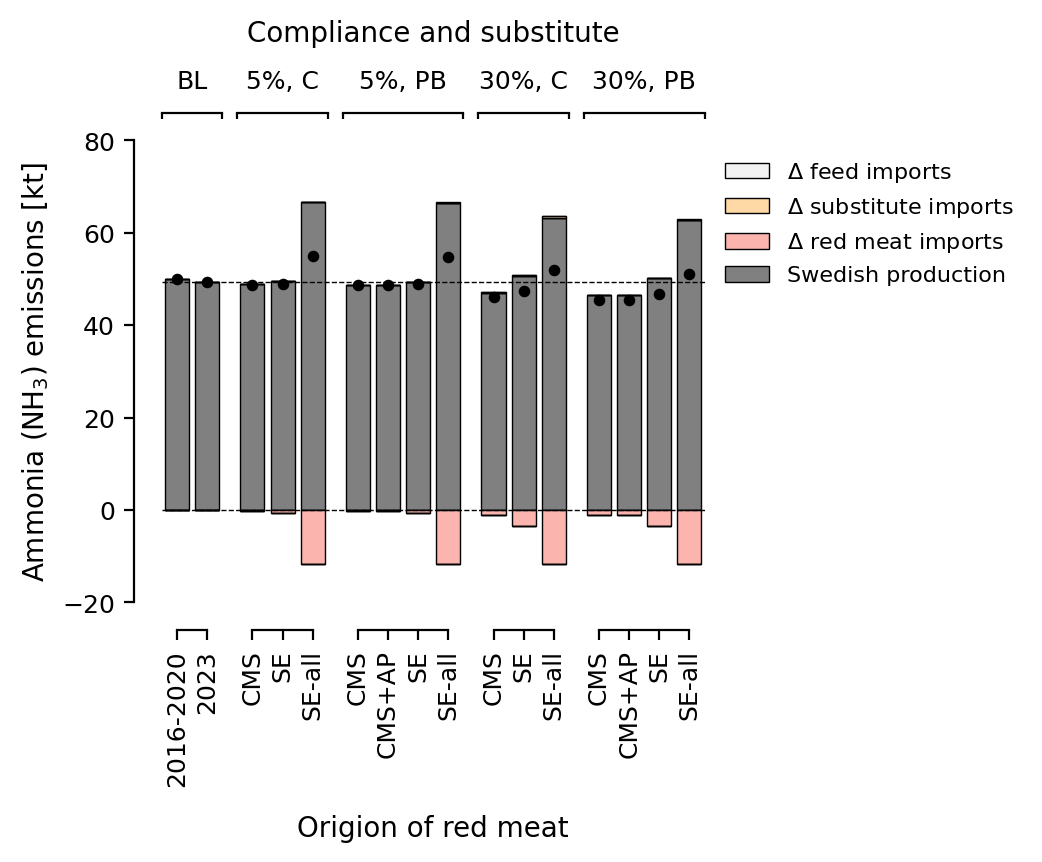 Compliance and substitute
BL 5%, C 5%, PB 30%, C 30%, PB
80
60
40
20
0
−20
Ammonia (NH3) emissions [kt]
Δ feed imports
Δ substitute imports
Δ red meat imports
Swedish production
2016-2020
2023
CMS
SE
SE-all
CMS
CMS+AP
SE
SE-all
CMS
SE
SE-all
CMS
CMS+AP
SE
SE-all
Origion of red meat